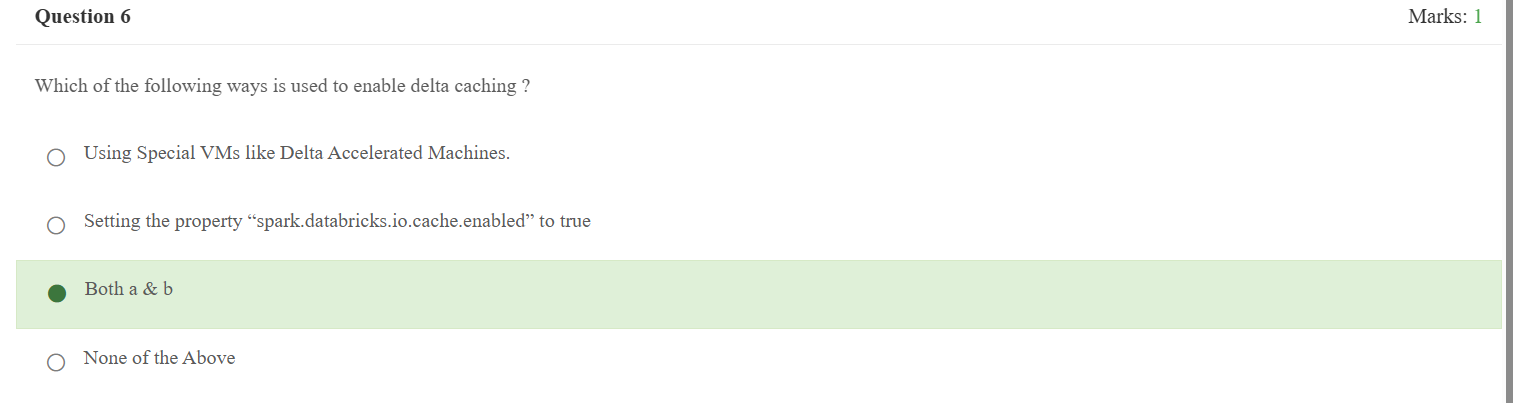 Question 6
Marks: 1
Which of the following ways is used to enable delta caching ?
Using Special VMs like Delta Accelerated Machines.
Setting the property “spark.databricks.io.cache.enabled” to true
Both a & b
None of the Above